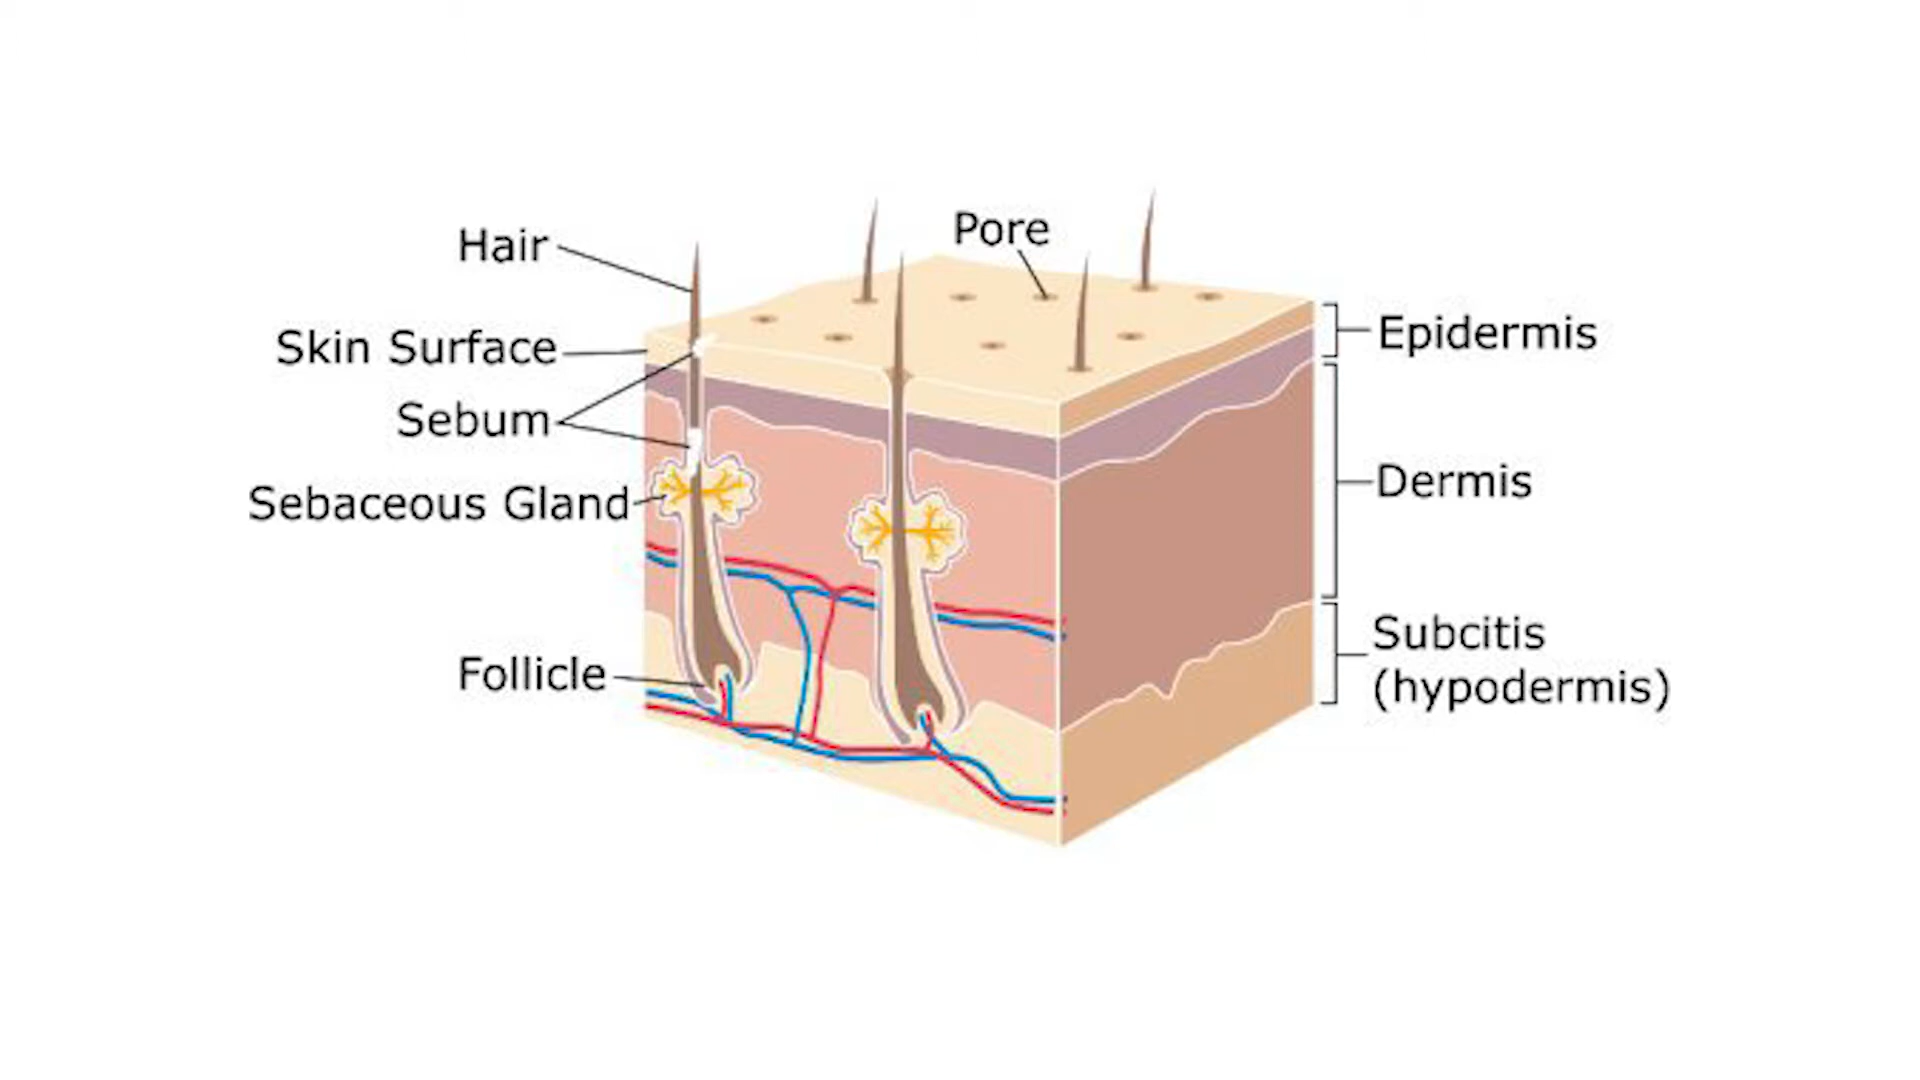 Hair
Pore
Skin Surface
Epidermis
Sebum
Sebaceous Gland
Dermis
Follicle
Subcitis
(hypodermis)